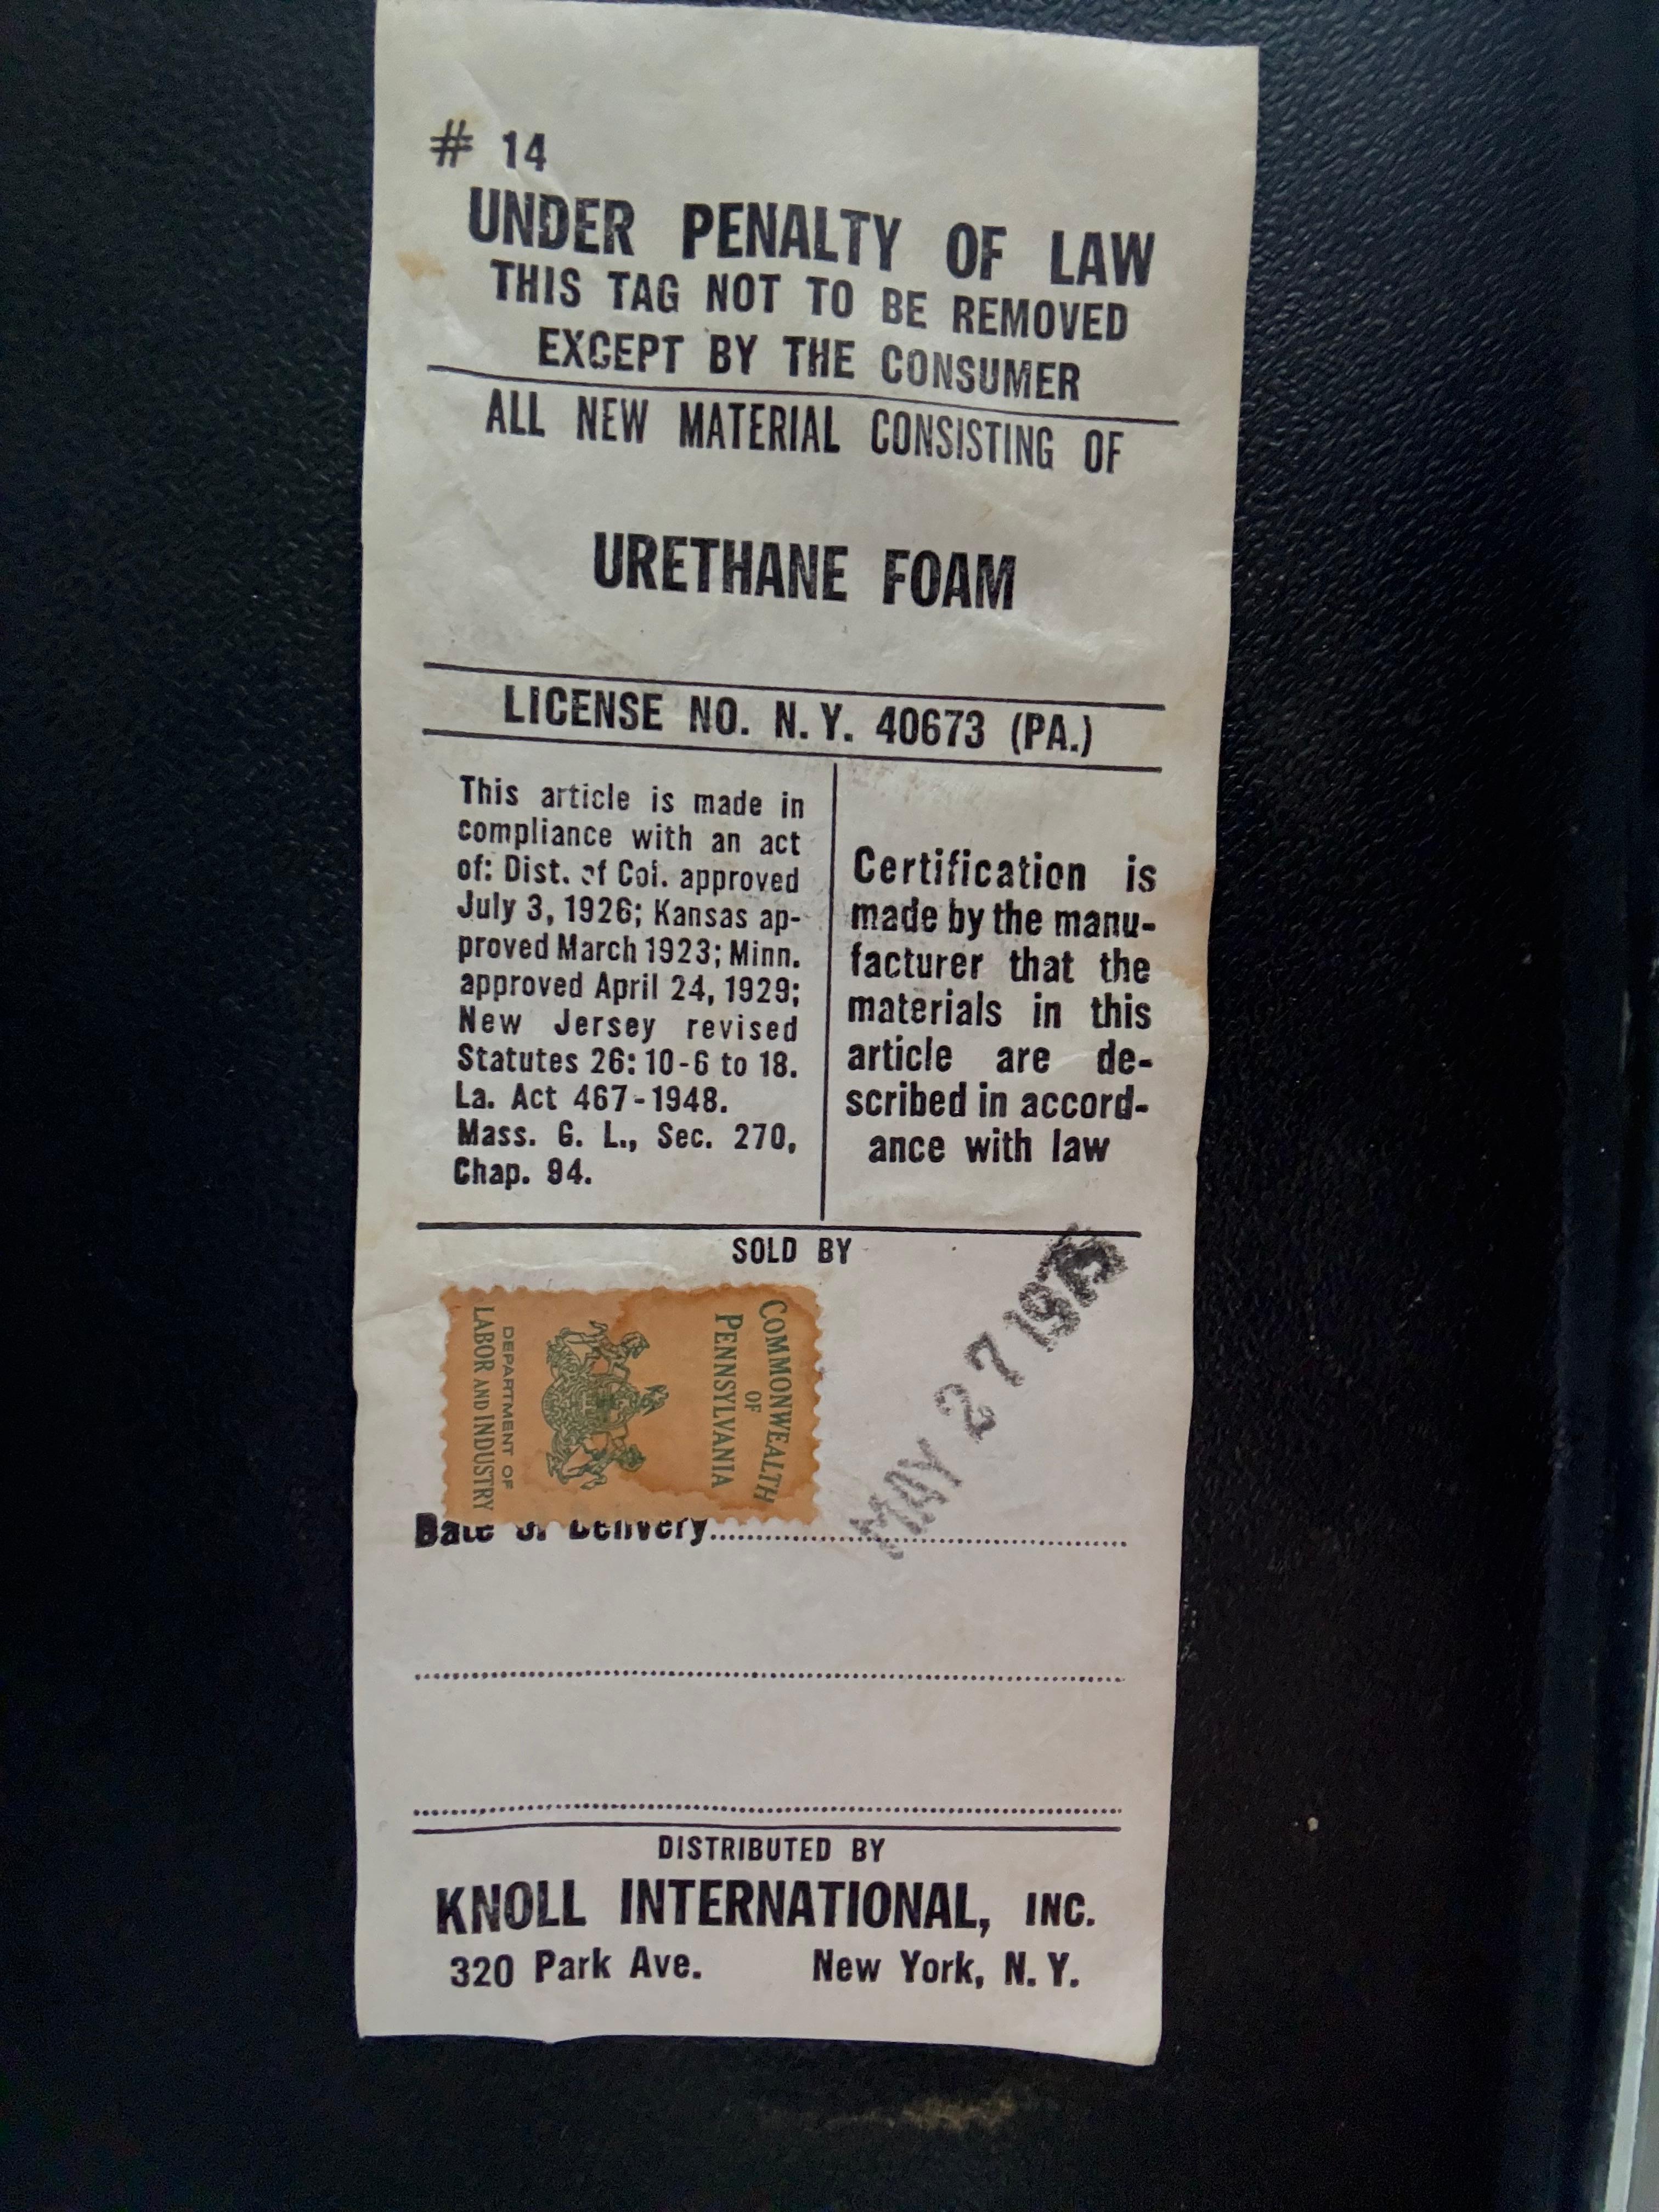 # 14
UNDER PENALTY OF LAW
THIS TAG NOT TO BE REMOVED
EXCEPT BY THE CONSUMER
ALL NEW MATERIAL CONSISTING OF
URETHANE FOAM
LICENSE NO. N.Y. 40673 (PA.)
This article is made in
compliance with an act
of: Dist. of Col. approved
July 3, 1926; Kansas ap-
proved March 1923; Minn.
approved April 24, 1929;
New Jersey revised
Statutes 26: 10-6 to 18.
La. Act 467-1948.
Mass. G. L., Sec. 270,
Chap. 94.
Certification is
made by the manu-
facturer that the
materials in this
article are de-
scribed in accord-
ance with law
SOLD BY
COMMONWEALTH
OF
PENNSYLVANIA
DEPARTMENT OF
LABOR AND INDUSTRY
MAY 27
Date of Delivery
DISTRIBUTED BY
KNOLL INTERNATIONAL, INC.
320 Park Ave. New York, N.Y.